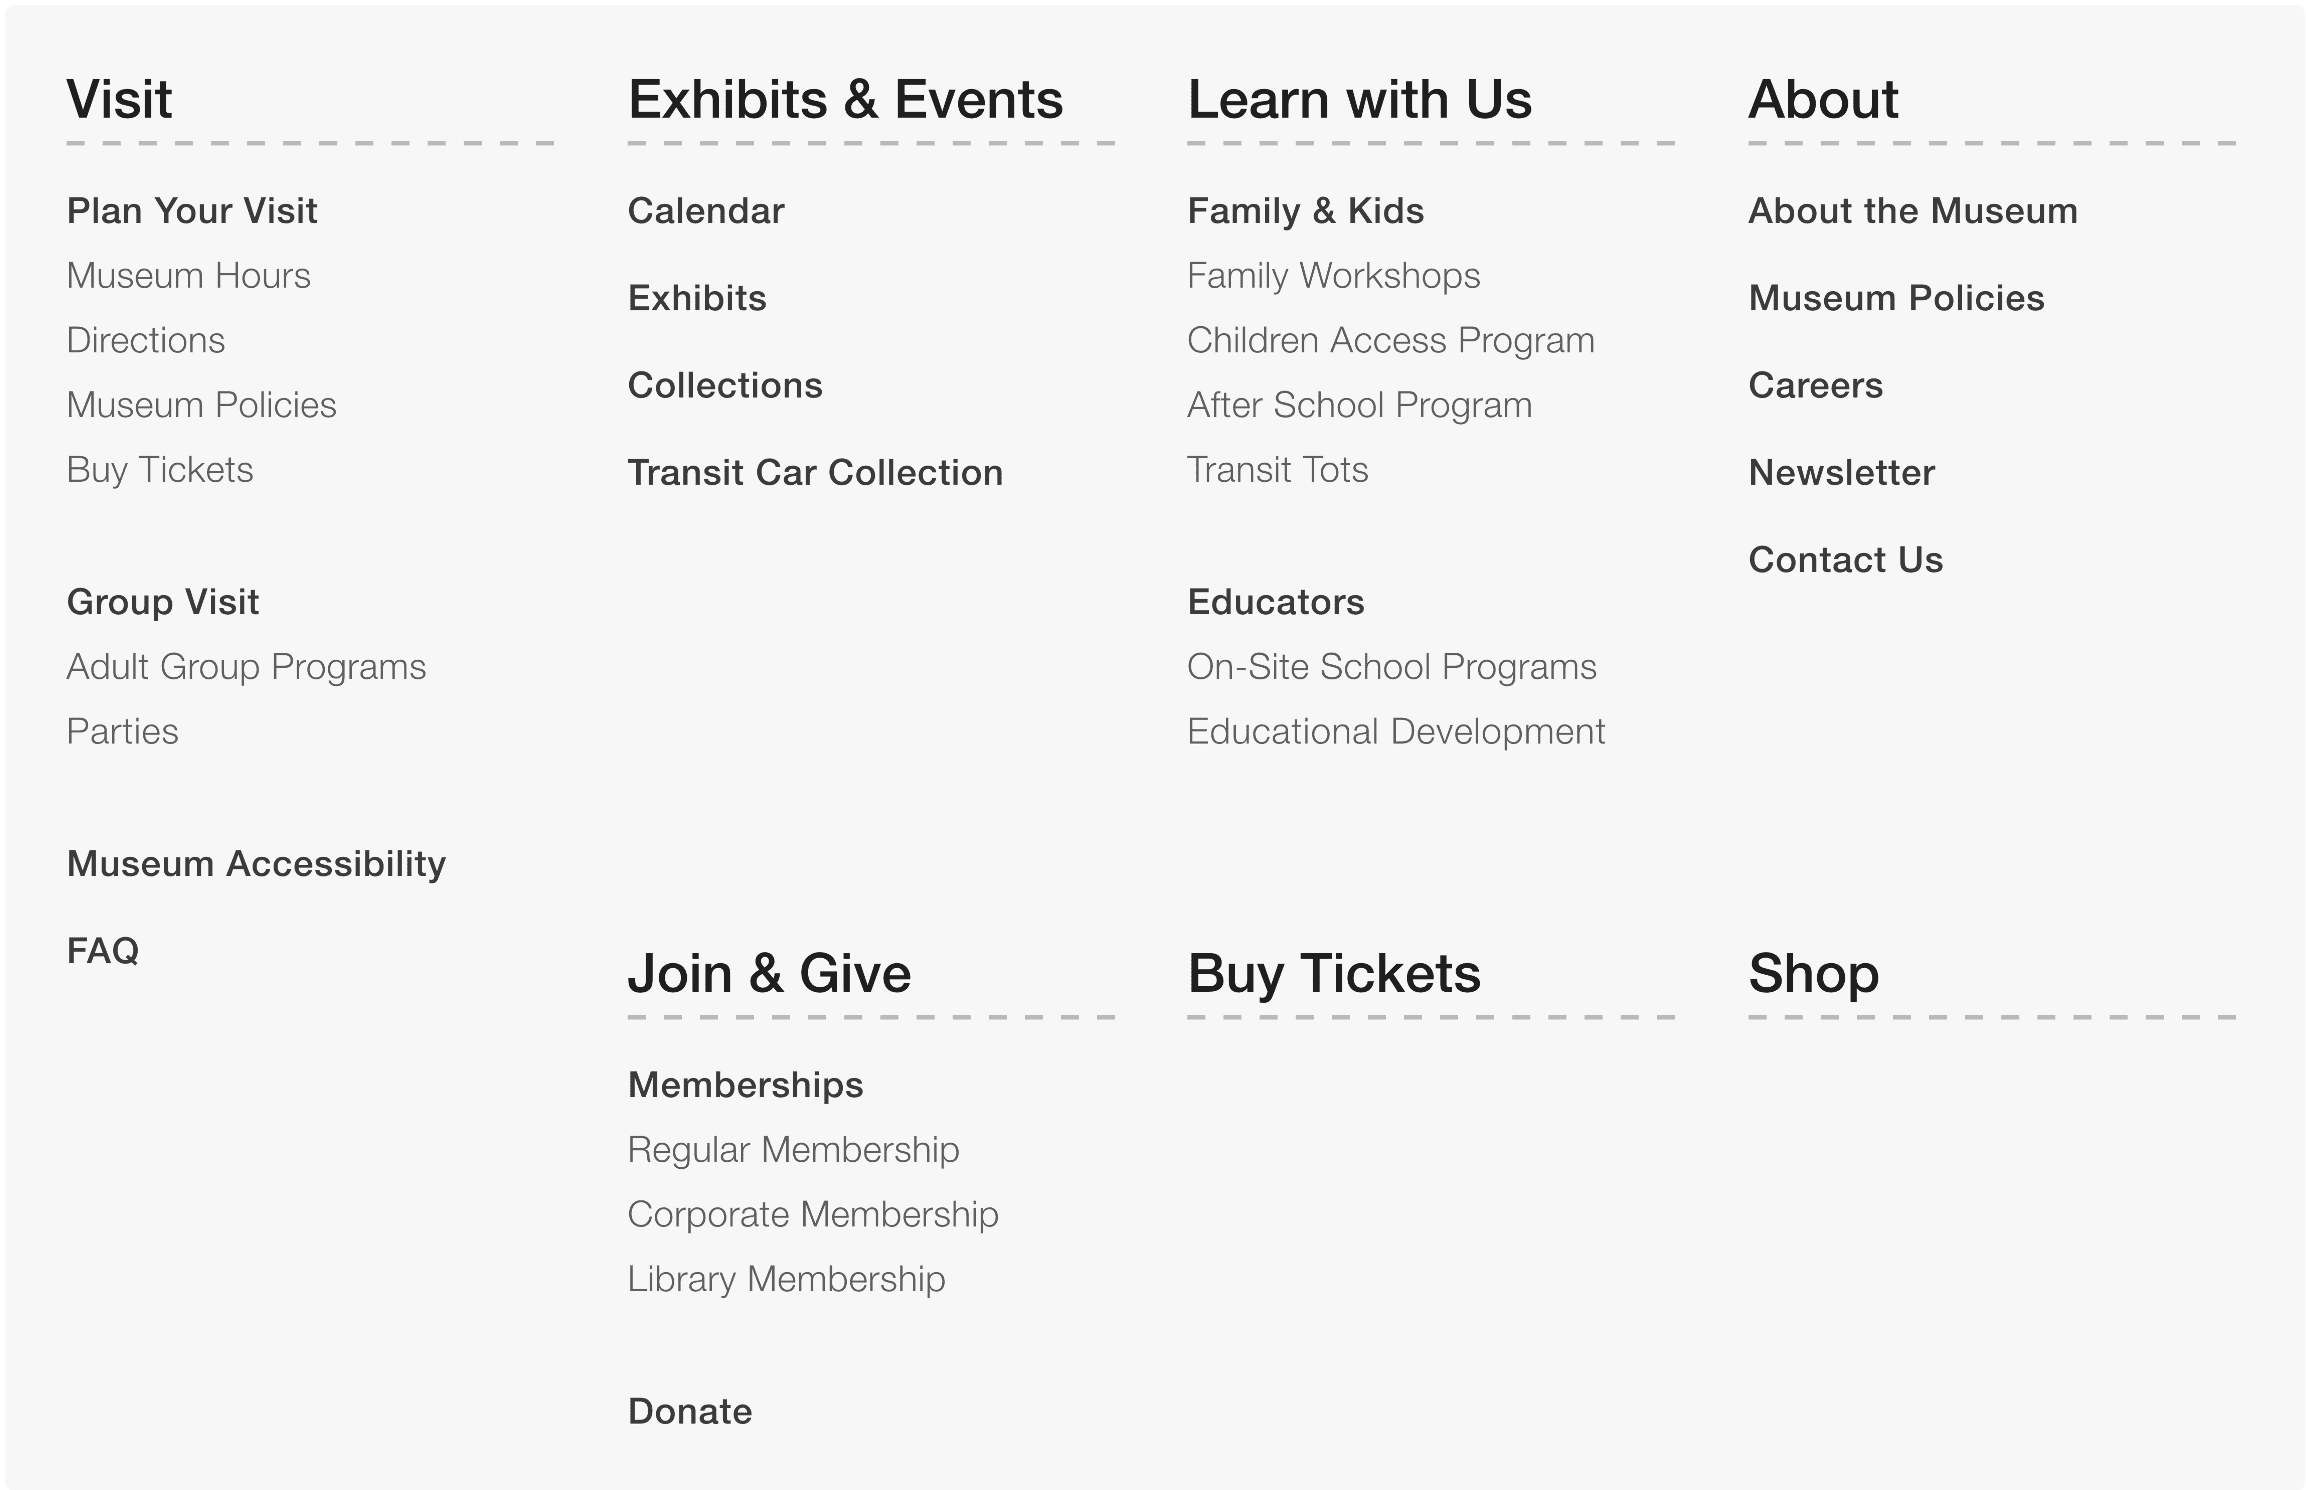 Visit
Plan Your Visit
Museum Hours
Directions
Museum Policies
Buy Tickets
Group Visit
Adult Group Programs
Parties
Museum Accessibility
FAQ
Exhibits & Events
Calendar
Exhibits
Collections
Transit Car Collection
Learn with Us
Family & Kids
Family Workshops
Children Access Program
After School Program
Transit Tots
Educators
On-Site School Programs
Educational Development
About
About the Museum
Museum Policies
Careers
Newsletter
Contact Us
Join & Give
Memberships
Regular Membership
Corporate Membership
Library Membership
Donate
Buy Tickets
Shop